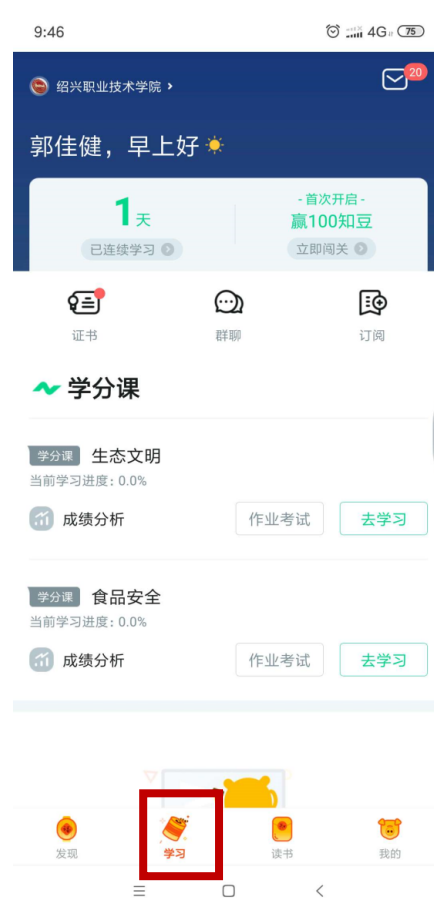 9:46
4G 75
绍兴职业技术学院 >
20
郭佳健，早上好
1天
已连续学习
- 首次开启 -
赢100知豆
立即闯关
证书
群聊
订阅
学分课
学分课 生态文明
当前学习进度: 0.0%
成绩分析 作业考试 去学习
学分课 食品安全
当前学习进度: 0.0%
成绩分析 作业考试 去学习
发现 学习 读书 我的